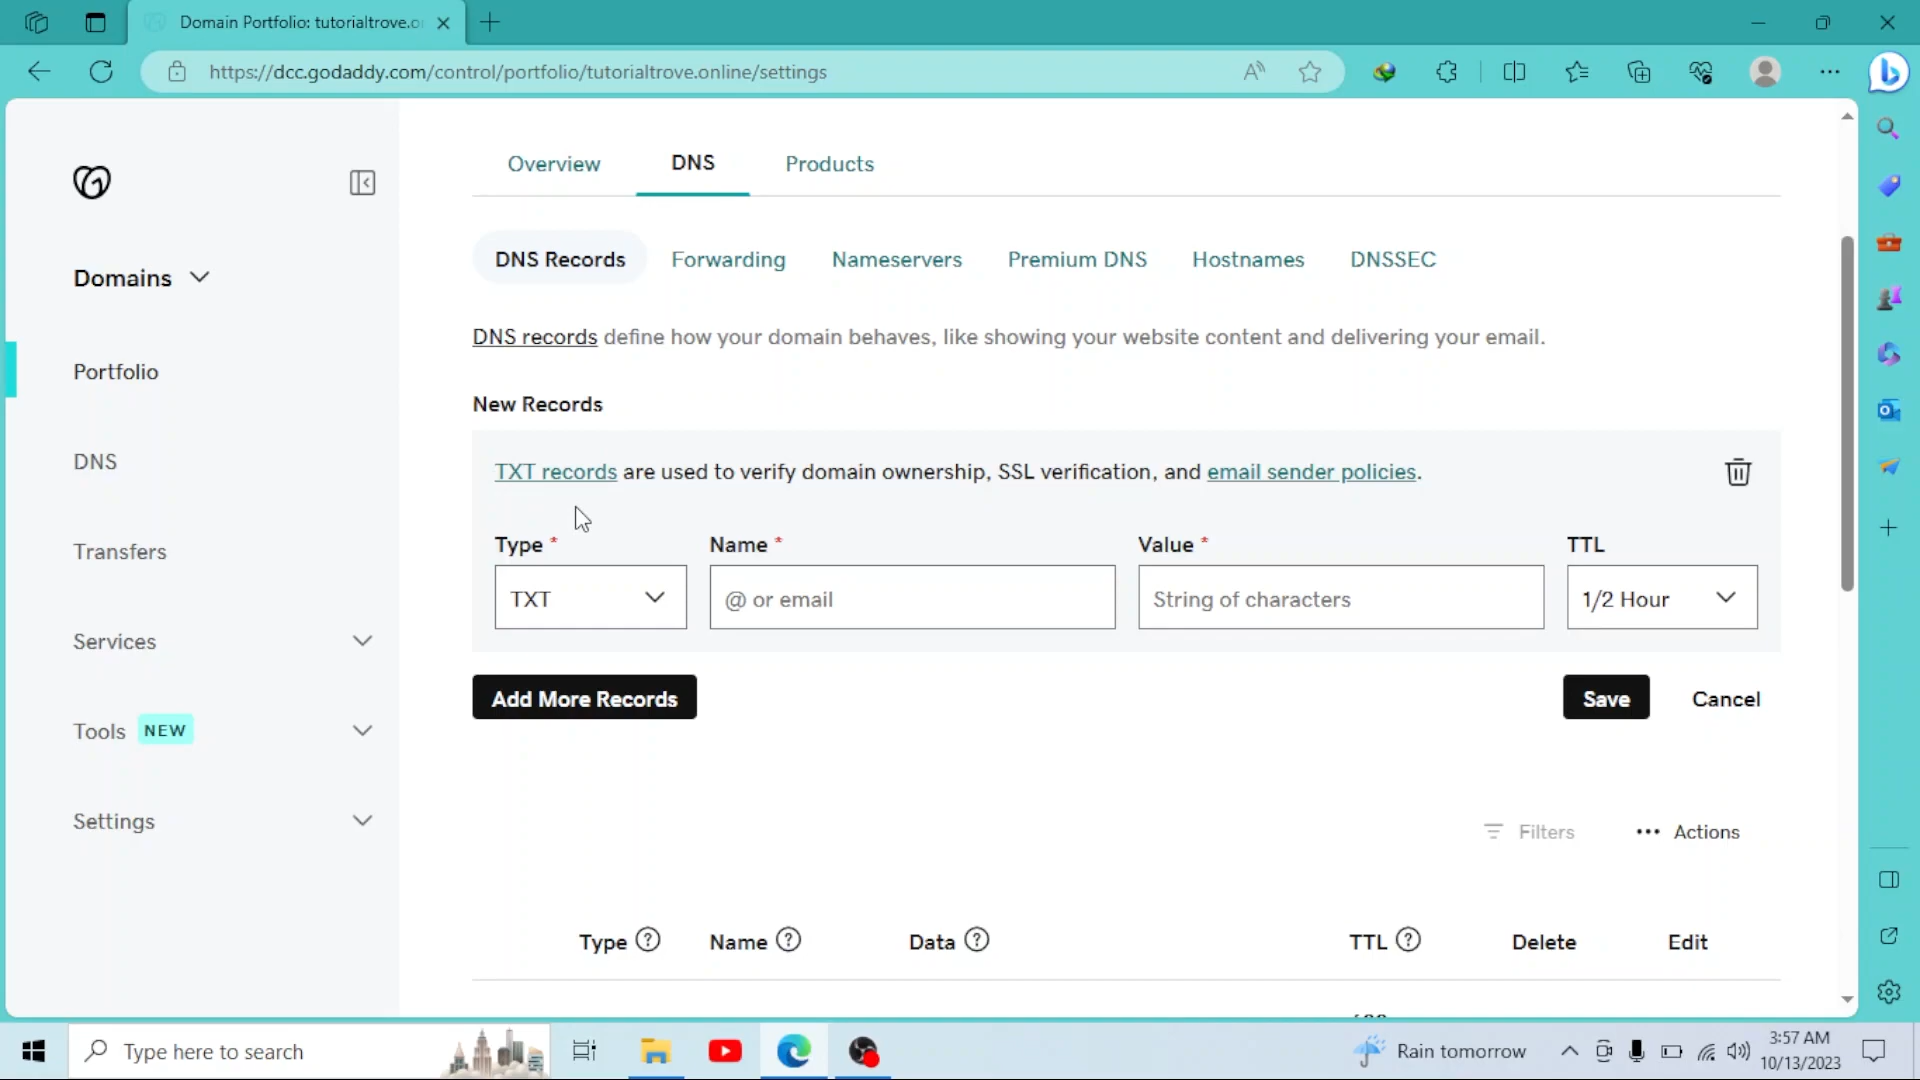 Domain Portfolio: tutorialtrove.o
https://dcc.godaddy.com/control/portfolio/tutorialtrove.online/settings
Overview
DNS
Products
Domains
DNS Records
Forwarding
Nameservers
Premium DNS
Hostnames
DNSSEC
DNS records define how your domain behaves, like showing your website content and delivering your email.
Portfolio
DNS
Transfers
Services
Tools NEW
Settings
New Records
TXT records are used to verify domain ownership, SSL verification, and email sender policies.
Type *
Name *
Value *
TTL
TXT
@ or email
String of characters
1/2 Hour
Add More Records
Save
Cancel
Filters
Actions
Type
Name
Data
TTL
Delete
Edit
Type here to search
Rain tomorrow
3:57 AM
10/13/2023